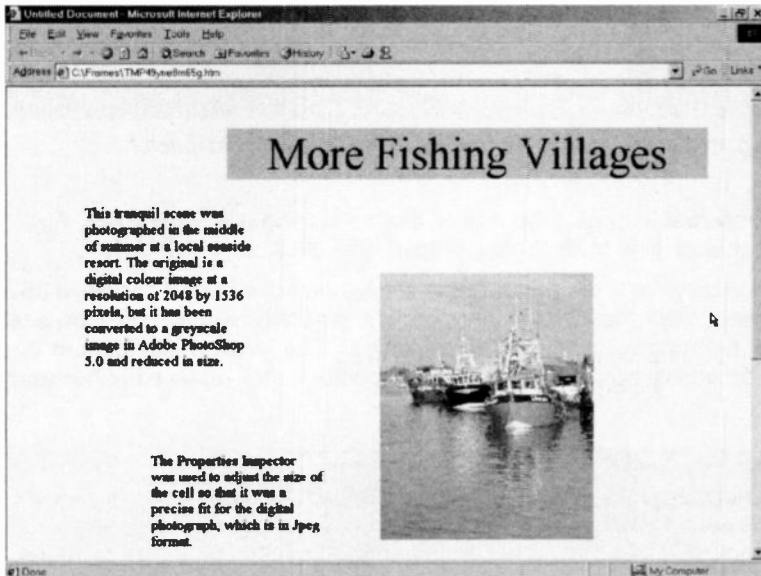 Untitled Document - Microsoft Internet Explorer
File Edit View Favorites Tools Help
Back Search Favorites History
Address C:\Frames\TMP49yne8m65g.htm Go Links
More Fishing Villages
This tranquil scene was
photographed in the middle
of summer at a local seaside
resort. The original is a
digital colour image at a
resolution of 2048 by 1536
pixels, but it has been
converted to a greyscale
image in Adobe PhotoShop
5.0 and reduced in size.
The Properties Inspector
was used to adjust the size of
the cell so that it was a
precise fit for the digital
photograph, which is in Jpeg
format.
Done My Computer